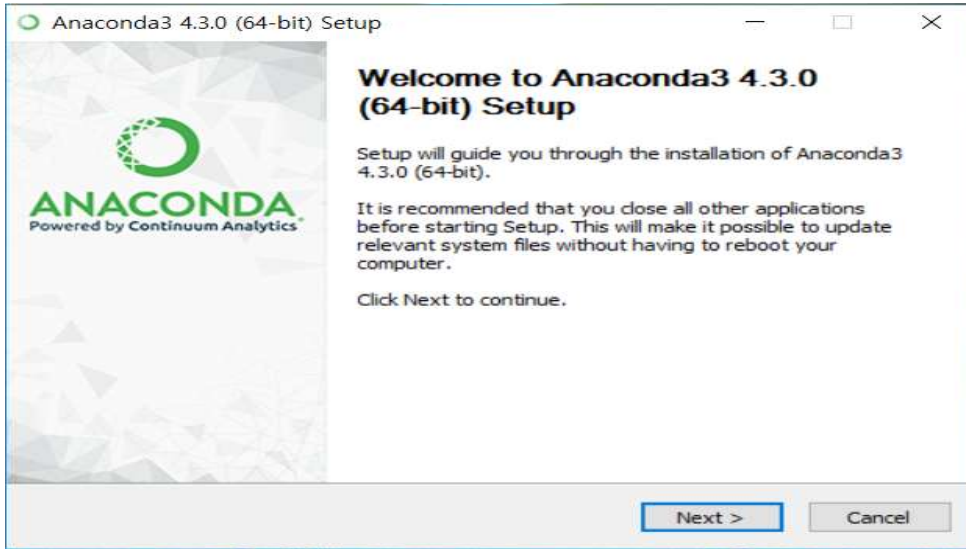 Anaconda3 4.3.0 (64-bit) Setup
Welcome to Anaconda3 4.3.0
(64-bit) Setup
Setup will guide you through the installation of Anaconda3
4.3.0 (64-bit).
It is recommended that you close all other applications
before starting Setup. This will make it possible to update
relevant system files without having to reboot your
computer.
Click Next to continue.
ANACONDA
Powered by Continuum Analytics®
Next >
Cancel